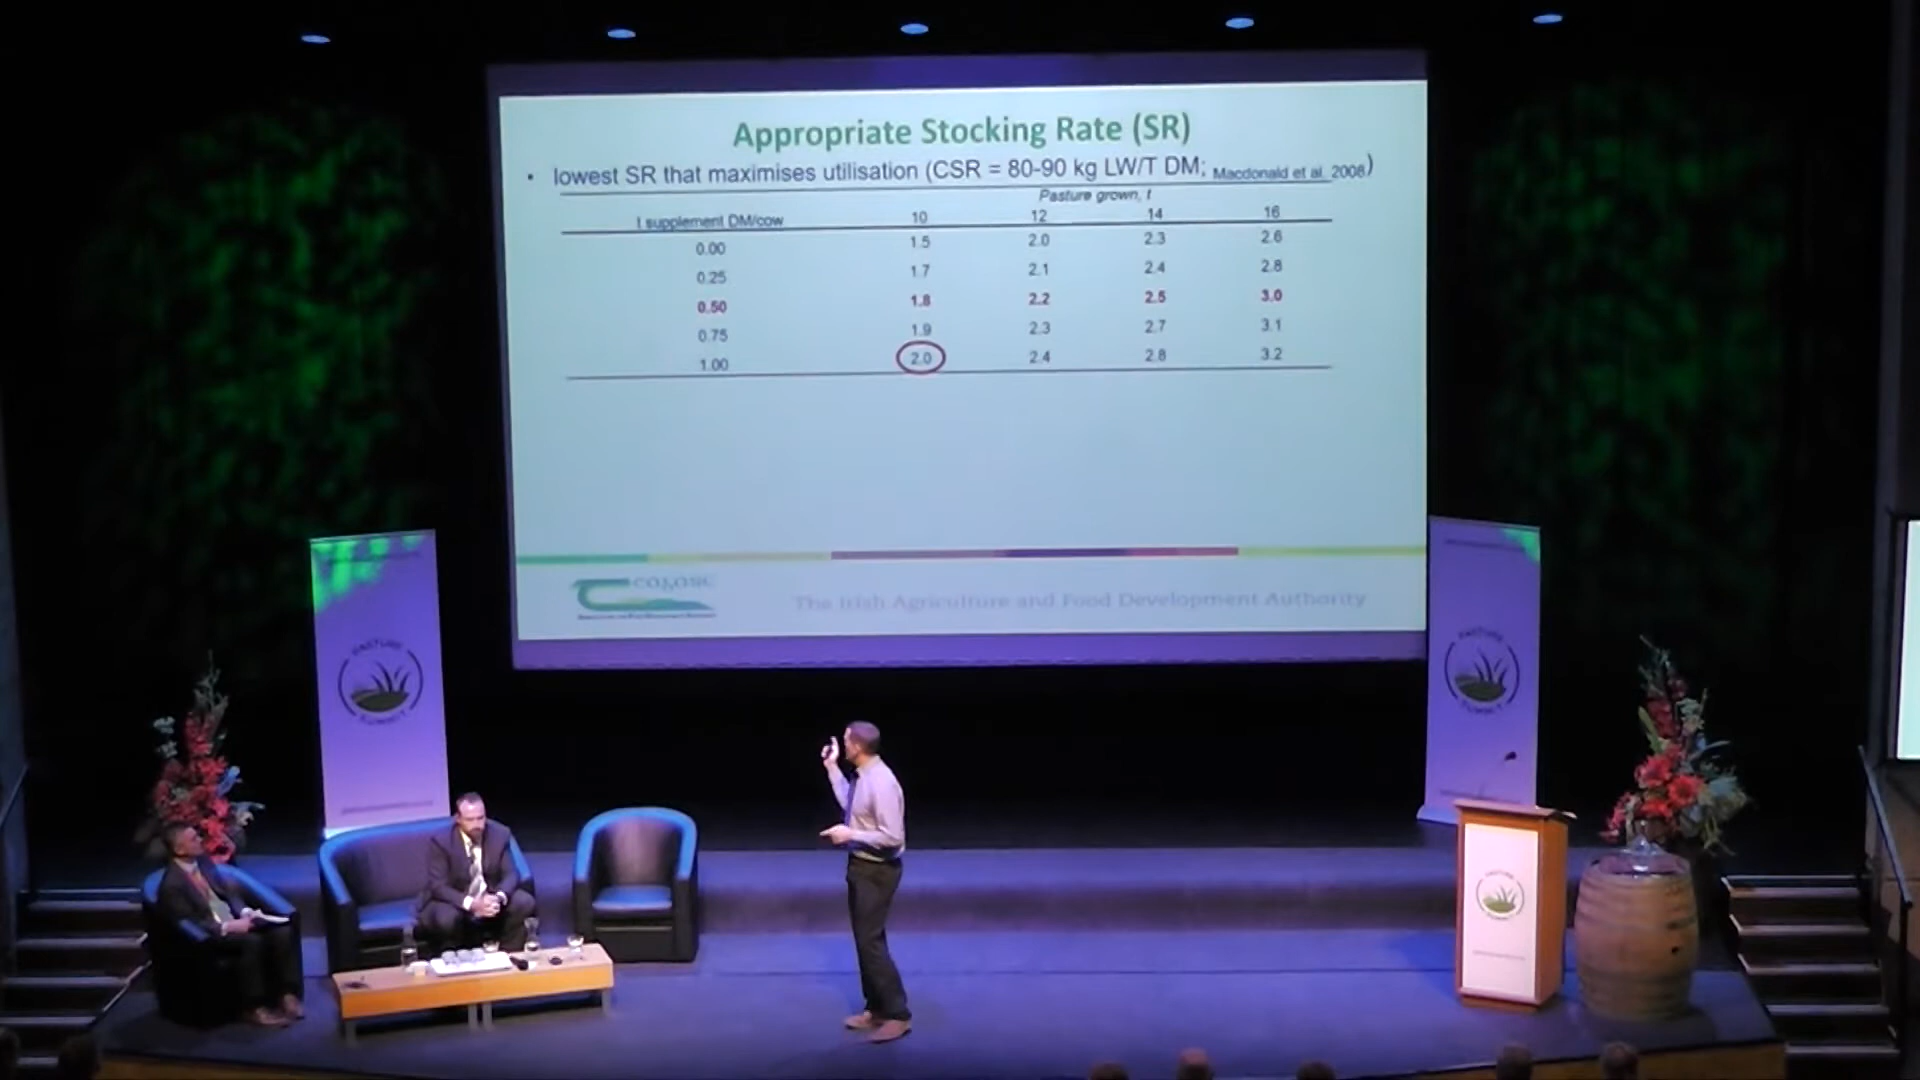 Appropriate Stocking Rate (SR)
• lowest SR that maximises utilisation (CSR = 80-90 kg LW/T DM; Macdonald et al. 2008)
Pasture grown, t
t supplement DM/cow 10 12 14 16
0.00 1.5 2.0 2.3 2.6
0.25 1.7 2.1 2.4 2.8
0.50 1.8 2.2 2.5 3.0
0.75 1.9 2.3 2.7 3.1
1.00 2.0 2.4 2.8 3.2
The Irish Agriculture and Food Development Authority
PASTURE
SUMMIT
PASTURE
SUMMIT